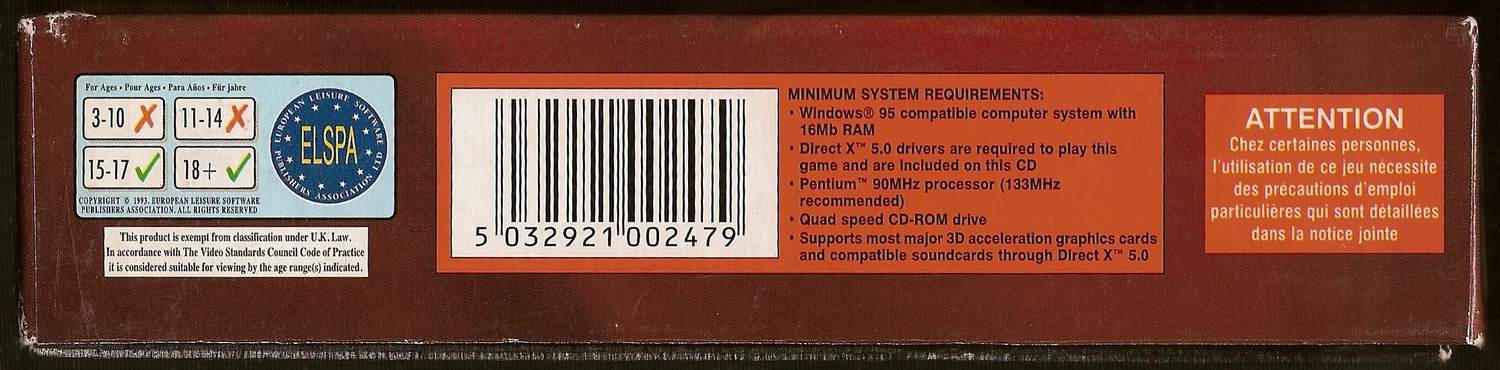 For Ages • Pour Ages • Para Años • Für jahre
3-10
11-14
15-17
18+
EUROPEAN LEISURE SOFTWARE PUBLISHERS ASSOCIATION LTD
ELSPA
COPYRIGHT © 1993. EUROPEAN LEISURE SOFTWARE
PUBLISHERS ASSOCIATION. ALL RIGHTS RESERVED
This product is exempt from classification under U.K. Law.
In accordance with The Video Standards Council Code of Practice
it is considered suitable for viewing by the age range(s) indicated.
5 032921 002479
MINIMUM SYSTEM REQUIREMENTS:
• Windows® 95 compatible computer system with
16Mb RAM
• Direct X™ 5.0 drivers are required to play this
game and are included on this CD
• Pentium™ 90MHz processor (133MHz
recommended)
• Quad speed CD-ROM drive
• Supports most major 3D acceleration graphics cards
and compatible soundcards through Direct X™ 5.0
ATTENTION
Chez certaines personnes,
l'utilisation de ce jeu nécessite
des précautions d'emploi
particulières qui sont détaillées
dans la notice jointe